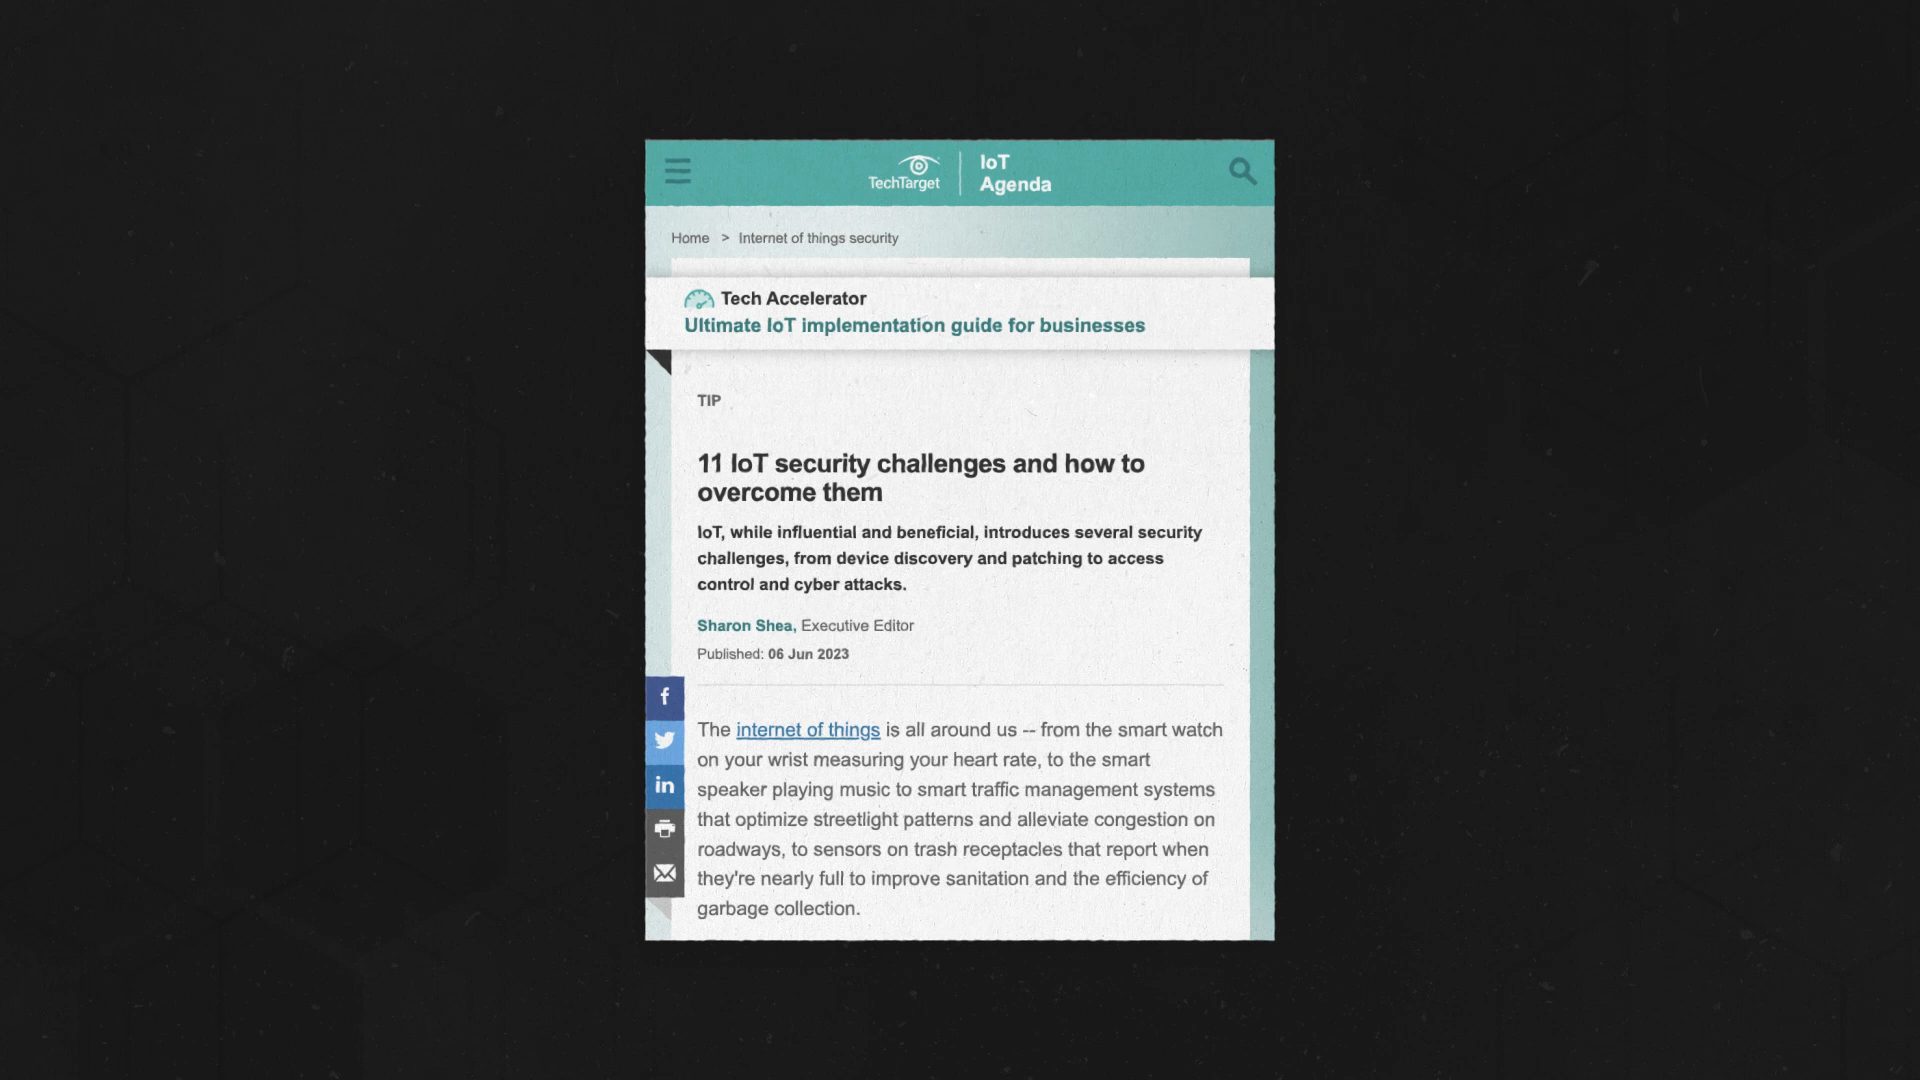 TechTarget
IoT
Agenda
Home > Internet of things security
Tech Accelerator
Ultimate IoT implementation guide for businesses
TIP
11 IoT security challenges and how to
overcome them
IoT, while influential and beneficial, introduces several security
challenges, from device discovery and patching to access
control and cyber attacks.
Sharon Shea, Executive Editor
Published: 06 Jun 2023
f
in
The internet of things is all around us -- from the smart watch
on your wrist measuring your heart rate, to the smart
speaker playing music to smart traffic management systems
that optimize streetlight patterns and alleviate congestion on
roadways, to sensors on trash receptacles that report when
they're nearly full to improve sanitation and the efficiency of
garbage collection.